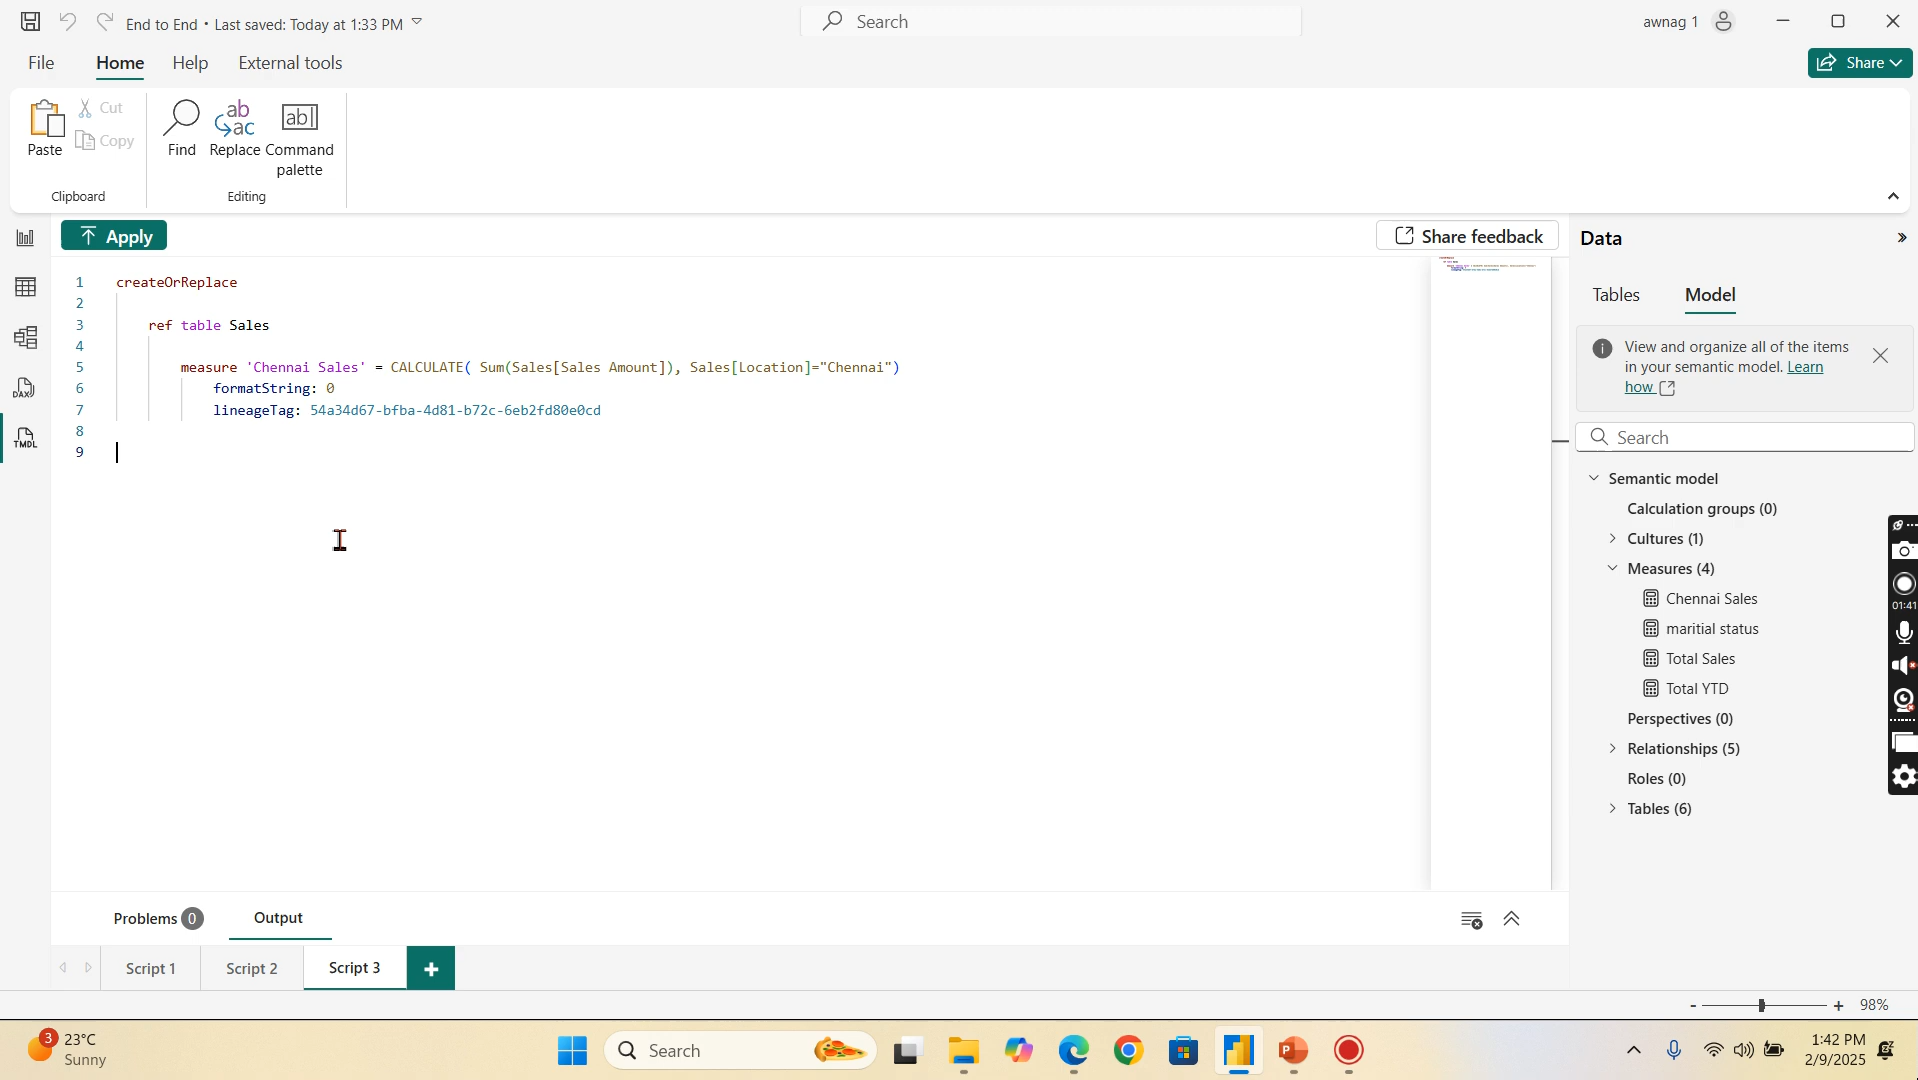 End to End • Last saved: Today at 1:33 PM
Search
awnag 1
File Home Help External tools
Share
Paste
Cut
Copy
Clipboard
Find
ab
ac
Replace
ab|
Command palette
Editing
Apply
Share feedback
1 createOrReplace
2
3 ref table Sales
4
5 measure 'Chennai Sales' = CALCULATE( Sum(Sales[Sales Amount]), Sales[Location]="Chennai")
6 formatString: 0
7 lineageTag: 54a34d67-bfba-4d81-b72c-6eb2fd80e0cd
8
9
DAX
TMDL
Data
Tables Model
View and organize all of the items
in your semantic model. Learn
how
Search
Semantic model
Calculation groups (0)
Cultures (1)
Measures (4)
Chennai Sales
maritial status
Total Sales
Total YTD
Perspectives (0)
Relationships (5)
Roles (0)
Tables (6)
01:41
Problems 0 Output
Script 1 Script 2 Script 3 +
- + 98%
3
23°C
Sunny
Search
1:42 PM
2/9/2025